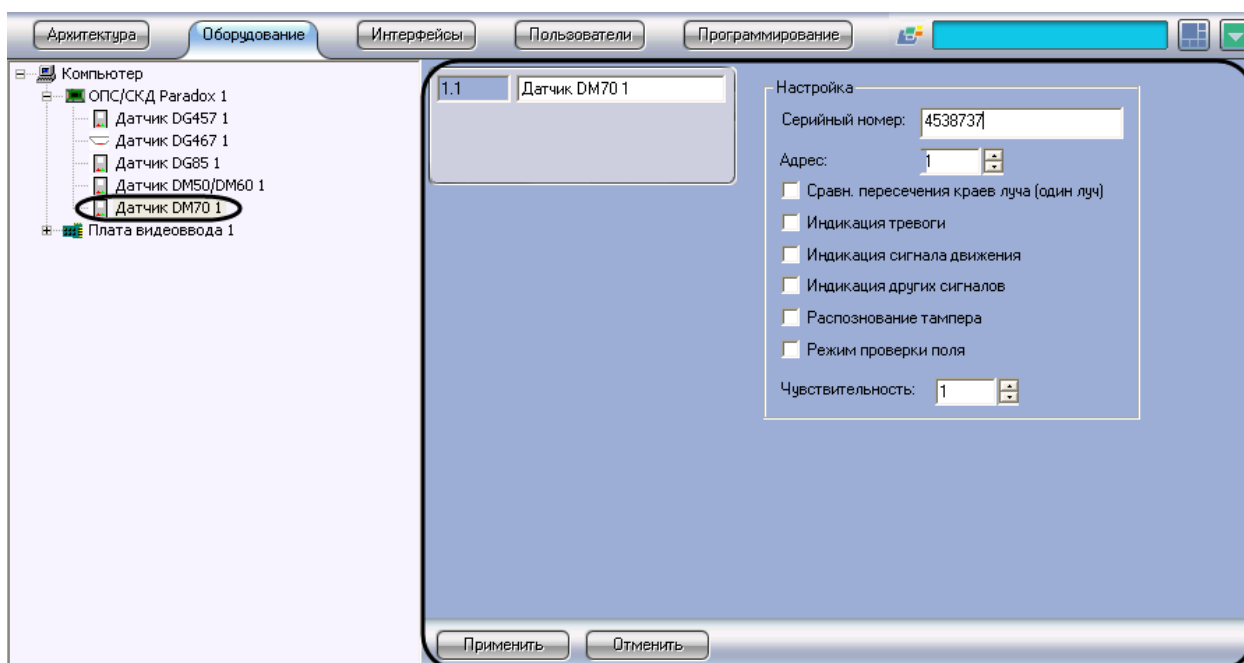 Архитектура Оборудование Интерфейсы Пользователи Программирование
Компьютер
ОПС/СКД Paradox 1
Датчик DG457 1
Датчик DG467 1
Датчик DG85 1
Датчик DM50/DM60 1
Датчик DM70 1
Плата видеоввода 1
1.1 Датчик DM70 1
Настройка
Серийный номер: 4538737
Адрес: 1
Сравн. пересечения краев луча (один луч)
Индикация тревоги
Индикация сигнала движения
Индикация других сигналов
Распознование тампера
Режим проверки поля
Чувствительность: 1
Применить Отменить